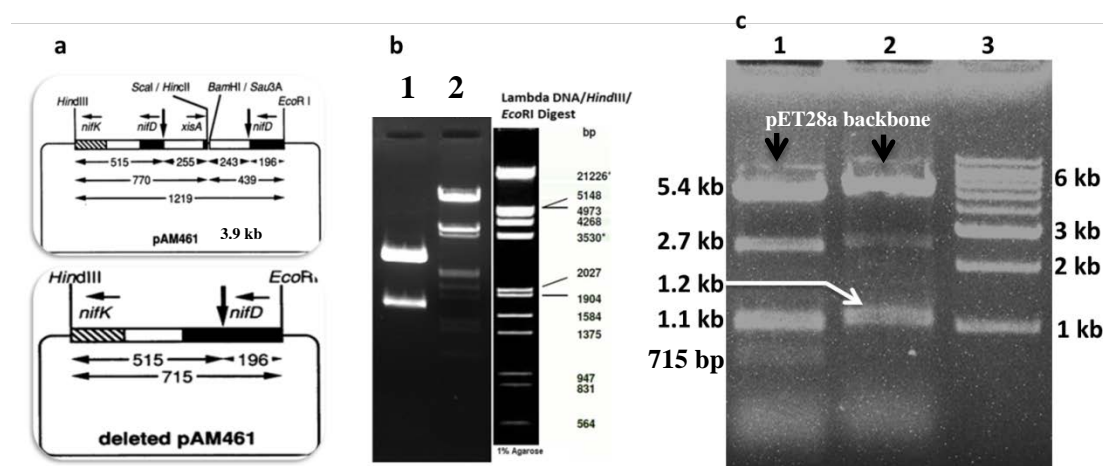 a
ScaI / HincII
BamHI / Sau3A
HindIII
EcoR I
nifK
nifD
xisA
nifD
515
255
243
196
770
439
1219
pAM461 3.9 kb
HindIII
EcoR
nifK
nifD
515
196
715
deleted pAM461
b
1 2
Lambda DNA/HindIII/
EcoRI Digest
bp
21226*
5148
4973
4268
3530*
2027
1904
1584
1375
947
831
564
1% Agarose
c
1 2 3
pET28a backbone
5.4 kb
2.7 kb
1.2 kb
1.1 kb
715 bp
6 kb
3 kb
2 kb
1 kb